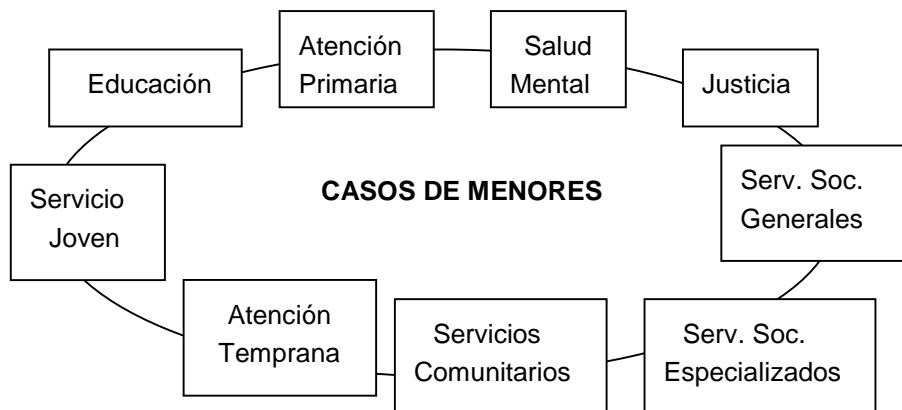 Atención
Primaria
Salud
Mental
Educación
Justicia
CASOS DE MENORES
Servicio
Joven
Serv. Soc.
Generales
Atención
Temprana
Servicios
Comunitarios
Serv. Soc.
Especializados